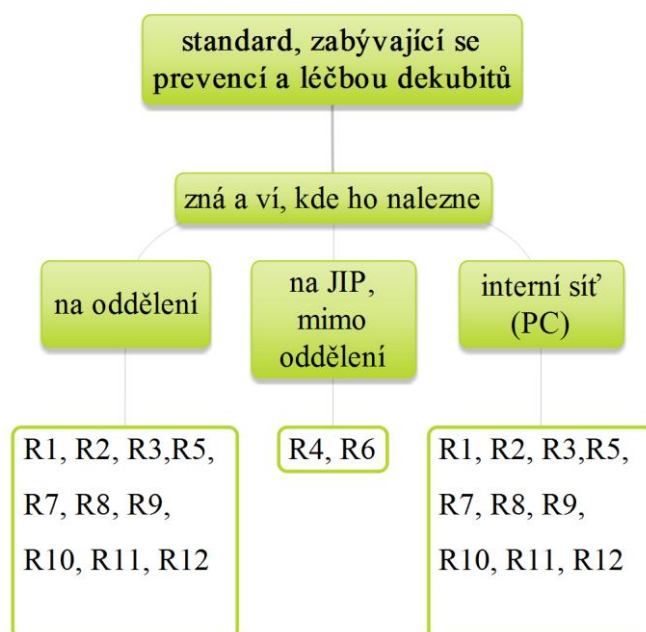 standard, zabývající se
prevencí a léčbou dekubitů
zná a ví, kde ho nalezne
na oddělení
na JIP,
mimo
oddělení
interní síť
(PC)
R1, R2, R3,R5,
R7, R8, R9,
R10, R11, R12
R4, R6
R1, R2, R3,R5,
R7, R8, R9,
R10, R11, R12